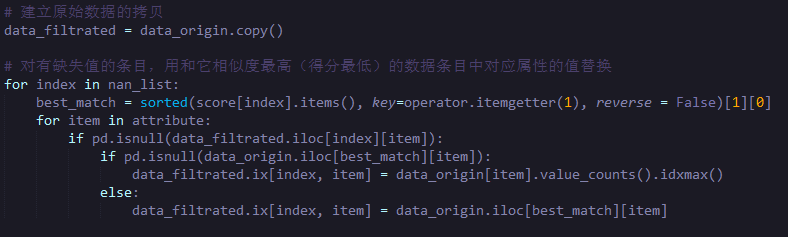 # 建立原始数据的拷贝
data_filtrated = data_origin.copy()
# 对有缺失值的条目，用和它相似度最高（得分最低）的数据条目中对应属性的值替换
for index in nan_list:
    best_match = sorted(score[index].items(), key=operator.itemgetter(1), reverse = False)[1][0]
    for item in attribute:
        if pd.isnull(data_filtrated.iloc[index][item]):
            if pd.isnull(data_origin.iloc[best_match][item]):
                data_filtrated.ix[index, item] = data_origin[item].value_counts().idxmax()
            else:
                data_filtrated.ix[index, item] = data_origin.iloc[best_match][item]